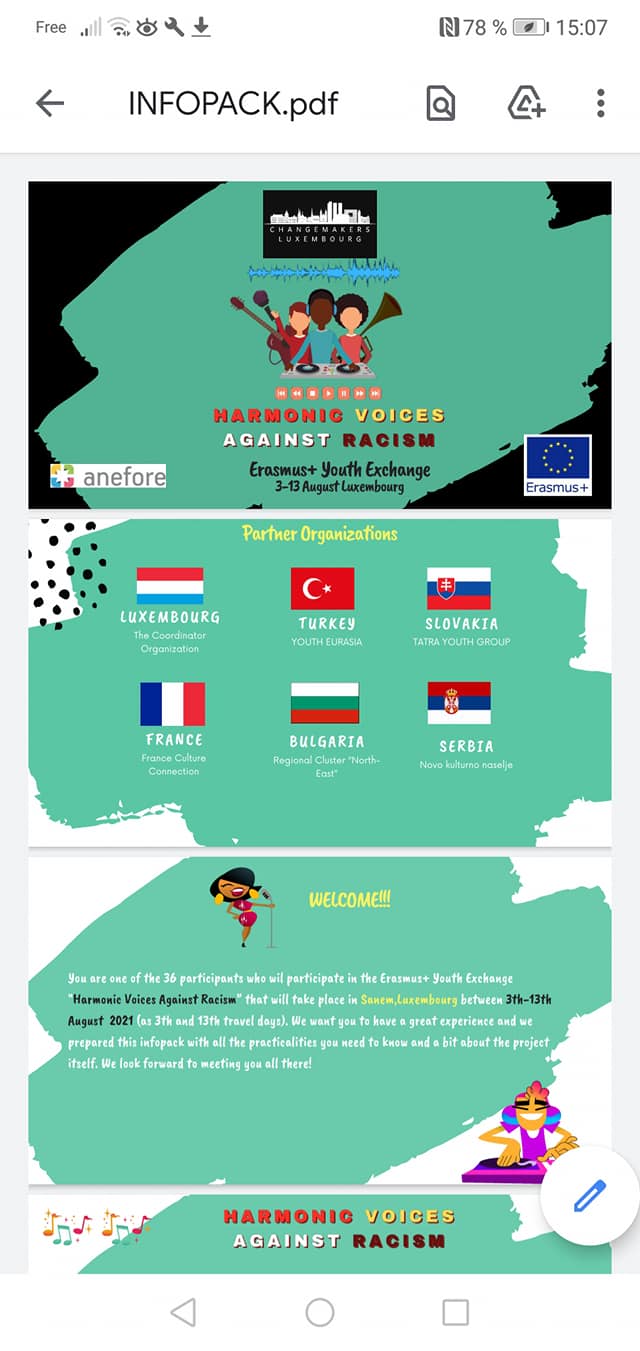 Free
78 %
15:07
INFOPACK.pdf
CHANGEMAKERS
LUXEMBOURG
HARMONIC VOICES
AGAINST RACISM
Erasmus+ Youth Exchange
3-13 August Luxembourg
anefore
Erasmus+
Partner Organizations
LUXEMBOURG
The Coordinator
Organization
TURKEY
YOUTH EURASIA
SLOVAKIA
TATRA YOUTH GROUP
FRANCE
France Culture
Connection
BULGARIA
Regional Cluster "North-
East"
SERBIA
Novo kulturno naselje
WELCOME!!!
You are one of the 36 participants who wil participate in the Erasmus+ Youth Exchange
"Harmonic Voices Against Racism" that will take place in Sanem,Luxembourg between 3th-13th
August 2021 (as 3th and 13th travel days). We want you to have a great experience and we
prepared this infopack with all the practicalities you need to know and a bit about the project
itself. We look forward to meeting you all there!
HARMONIC VOICES
AGAINST RACISM